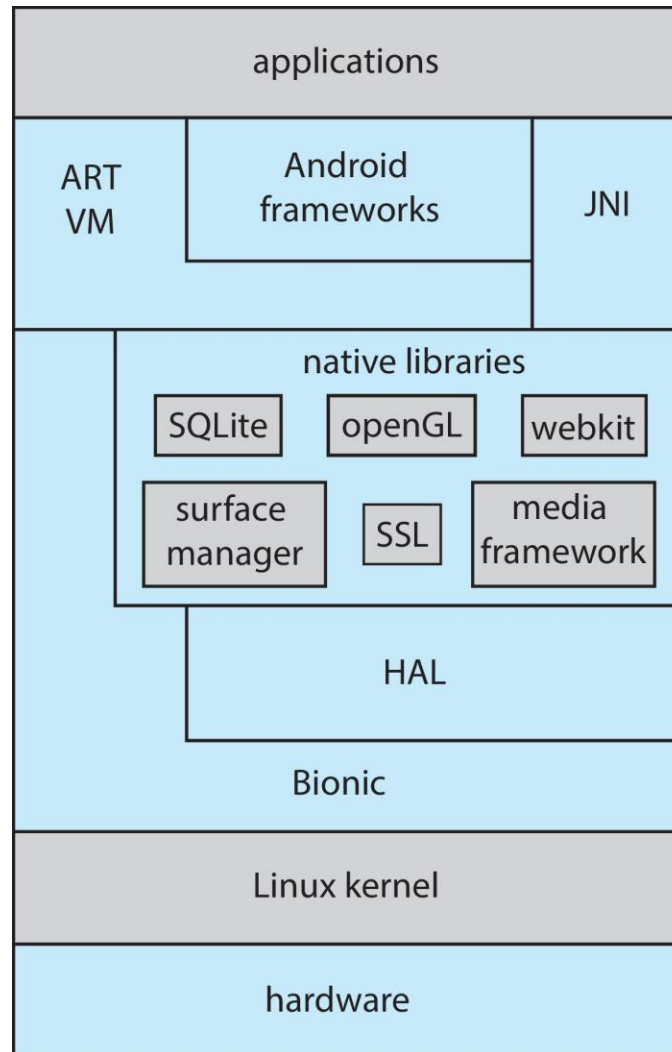 applications
ART
VM
Android
frameworks
JNI
native libraries
SQLite
openGL
webkit
surface
manager
SSL
media
framework
HAL
Bionic
Linux kernel
hardware